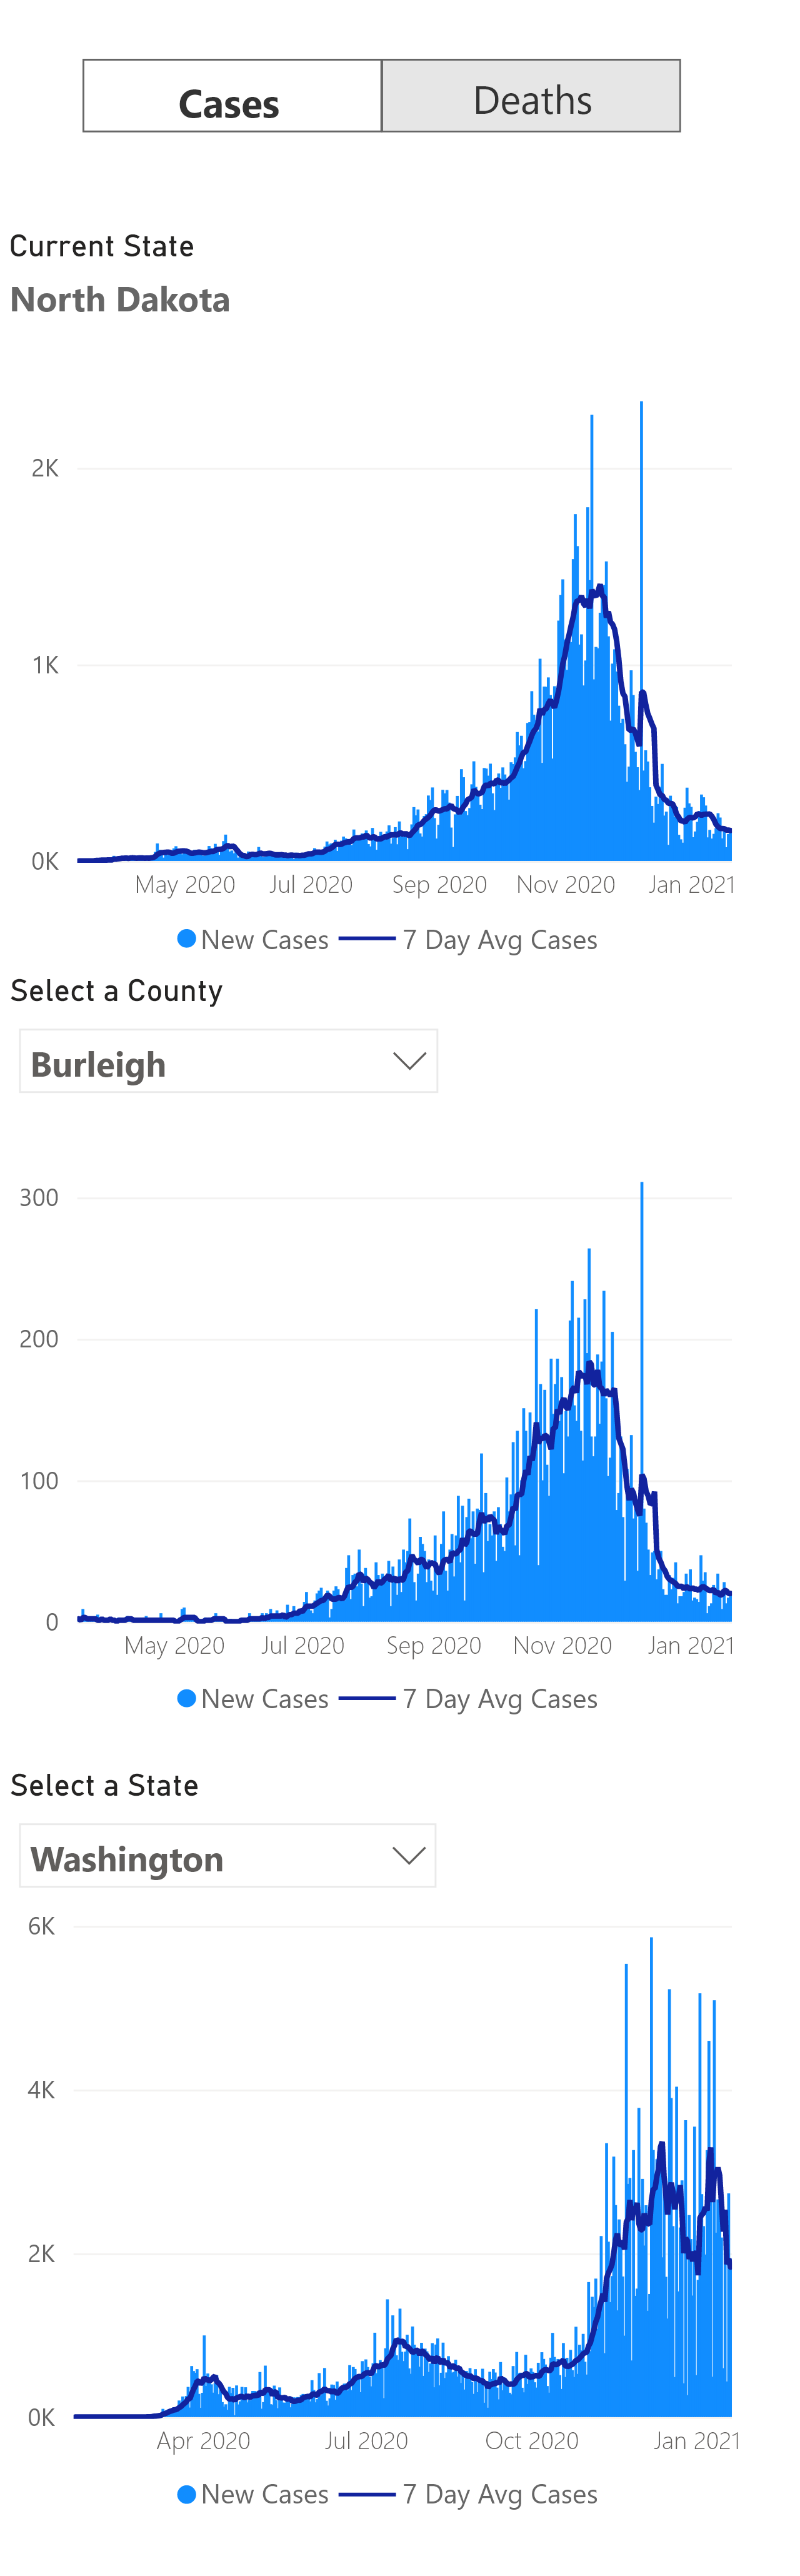 Cases Deaths
Current State
North Dakota
2K
1K
0K
May 2020 Jul 2020 Sep 2020 Nov 2020 Jan 2021
New Cases 7 Day Avg Cases
Select a County
Burleigh
300
200
100
0
May 2020 Jul 2020 Sep 2020 Nov 2020 Jan 2021
New Cases 7 Day Avg Cases
Select a State
Washington
6K
4K
2K
0K
Apr 2020 Jul 2020 Oct 2020 Jan 2021
New Cases 7 Day Avg Cases